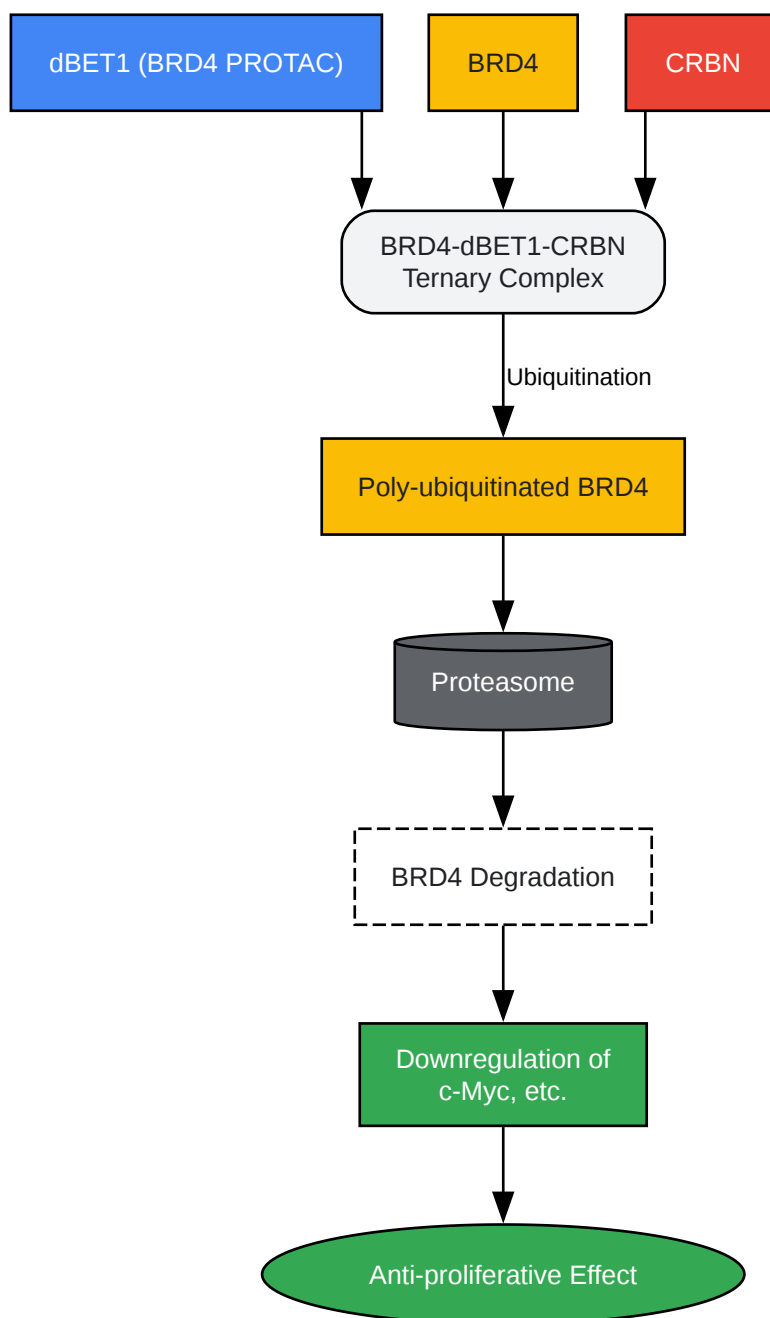 dBET1 (BRD4 PROTAC)
BRD4
CRBN
BRD4-dBET1-CRBN
Ternary Complex
Ubiquitination
Poly-ubiquitinated BRD4
Proteasome
BRD4 Degradation
Downregulation of
c-Myc, etc.
Anti-proliferative Effect